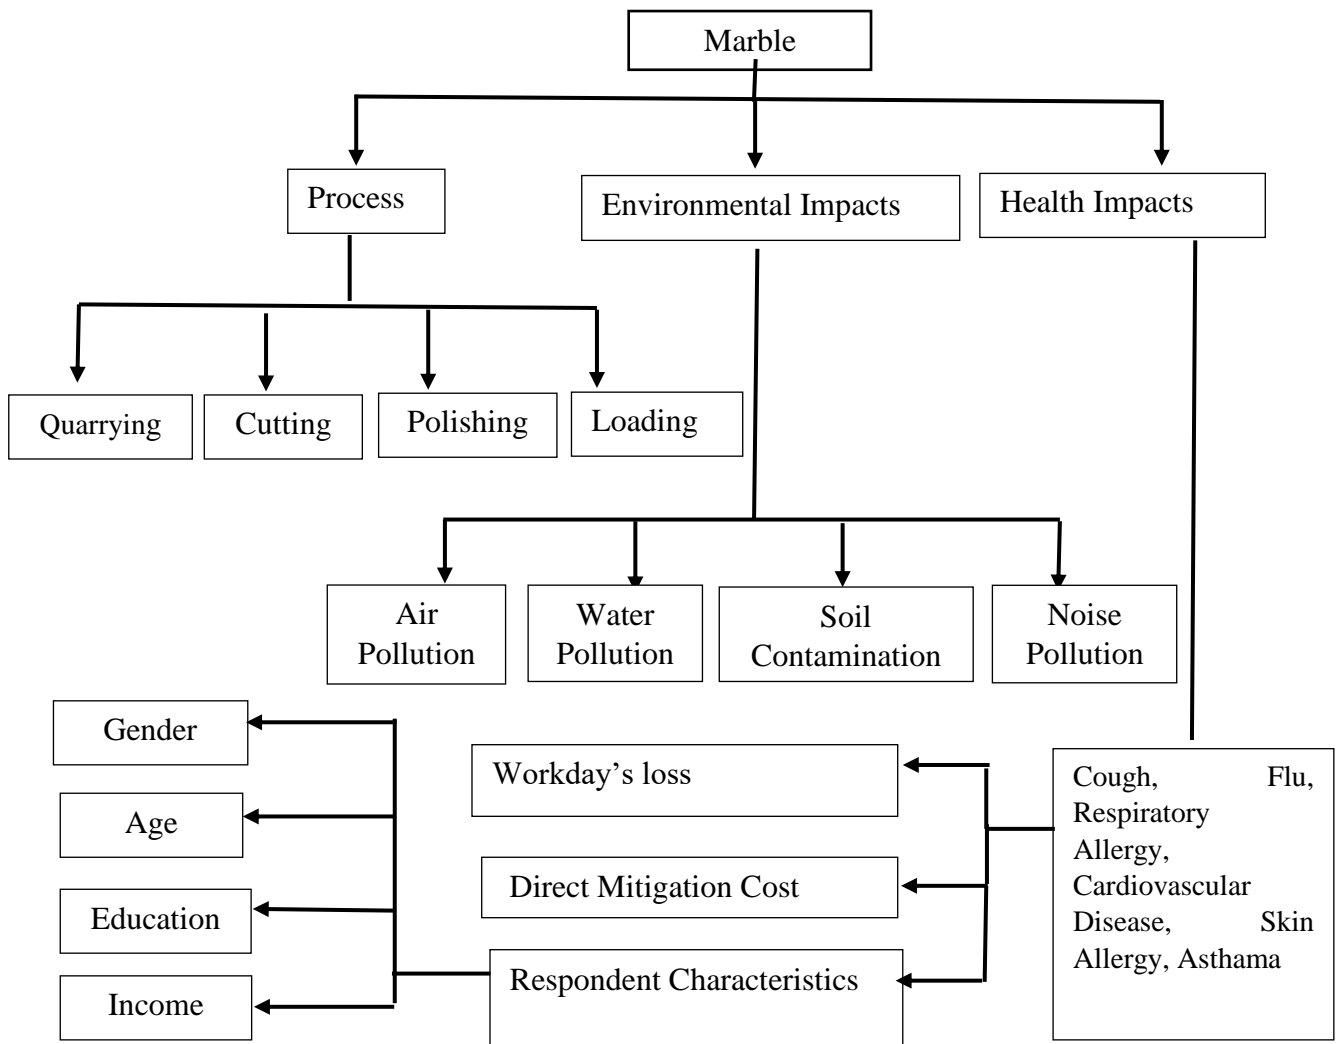 Marble
Process
Environmental Impacts
Health Impacts
Quarrying
Cutting
Polishing
Loading
Air
Pollution
Water
Pollution
Soil
Contamination
Noise
Pollution
Gender
Age
Education
Income
Workday’s loss
Direct Mitigation Cost
Respondent Characteristics
Cough, Flu,
Respiratory
Allergy,
Cardiovascular
Disease, Skin
Allergy, Asthama